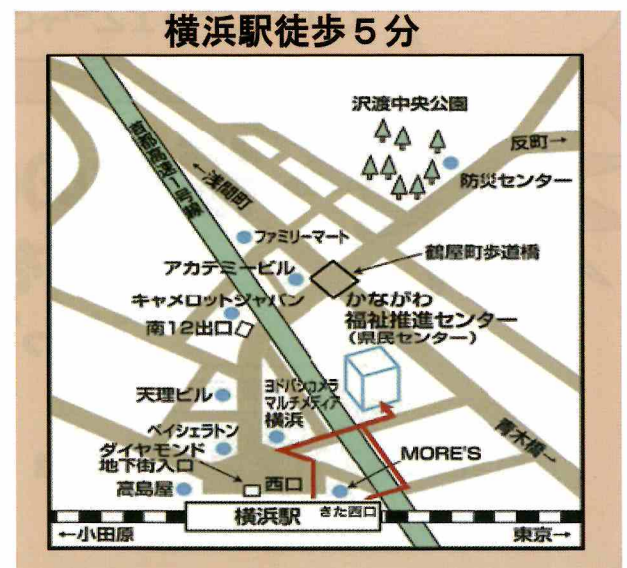 横浜駅徒歩5分
沢渡中央公園
反町→
防災センター
←浅間町
ファミリーマート
鶴屋町歩道橋
アカデミービル
キャメロットジャパン
かながわ
福祉推進センター
(県民センター)
南12出口
天理ビル
ヨドバシカメラ
マルチメディア
横浜
ベイシェラトン
ダイヤモンド
地下街入口
MORE'S
青木橋→
高島屋
西口
きた西口
横浜駅
←小田原
東京→